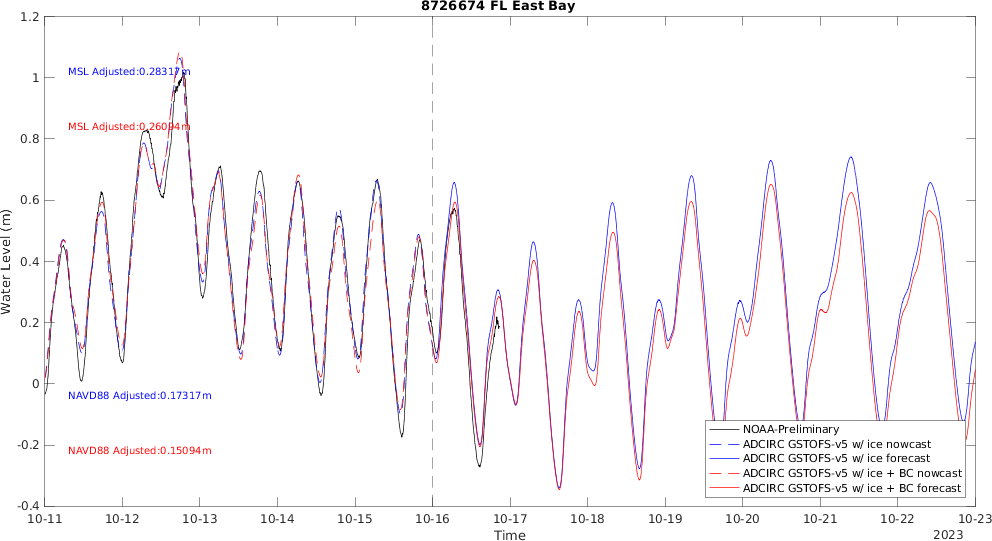 8726674 FL East Bay
1.2
1
0.8
0.6
0.4
0.2
0
-0.2
-0.4
Water Level (m)
MSL Adjusted:0.28317m
MSL Adjusted:0.26094m
NAVD88 Adjusted:0.17317m
NAVD88 Adjusted:0.15094m
NOAA-Preliminary
ADCIRC GSTOFS-v5 w/ ice nowcast
ADCIRC GSTOFS-v5 w/ ice forecast
ADCIRC GSTOFS-v5 w/ice + BC nowcast
ADCIRC GSTOFS-v5 w/ice + BC forecast
10-11 10-12 10-13 10-14 10-15 10-16 10-17 10-18 10-19 10-20 10-21 10-22 10-23
Time
2023